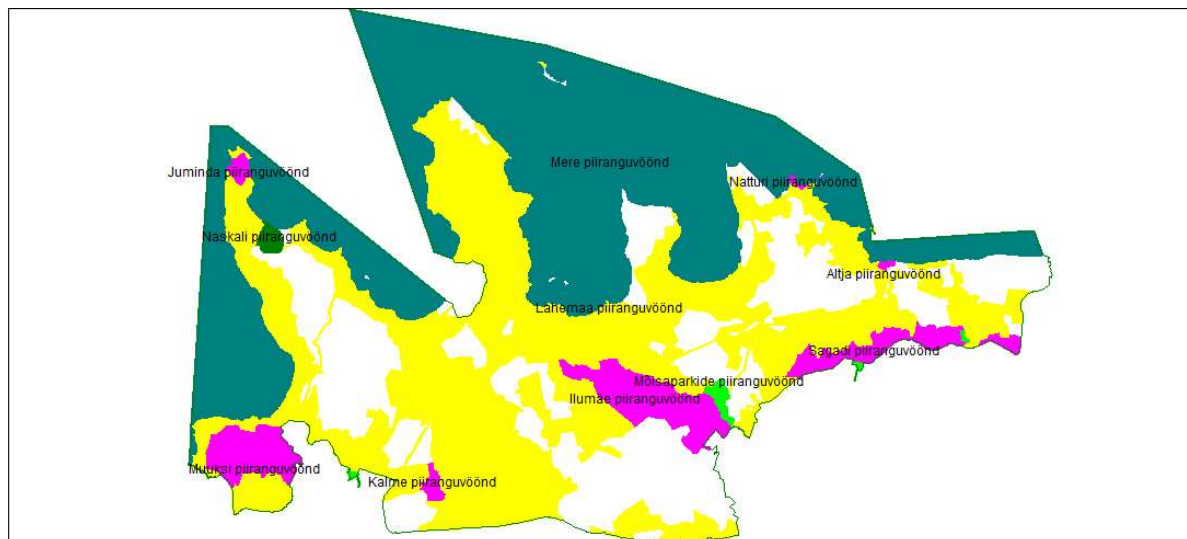 Mere piiranguvöönd
Juminda piiranguvöönd
Natturi piiranguvöönd
Naskali piiranguvöönd
Altja piiranguvöönd
Lahemaa piiranguvöönd
Sagadi piiranguvöönd
Mõisaparkide piiranguvöönd
Ilumäe piiranguvöönd
Muuksi piiranguvöönd
Kalme piiranguvöönd